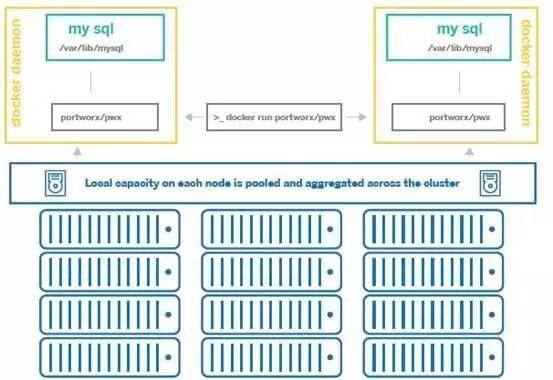 docker daemon
my sql
/var/lib/mysql
portworx/pwx
>_ docker run portworx/pwx
my sql
/var/lib/mysql
portworx/pwx
docker daemon
Local capacity on each node is pooled and aggregated across the cluster